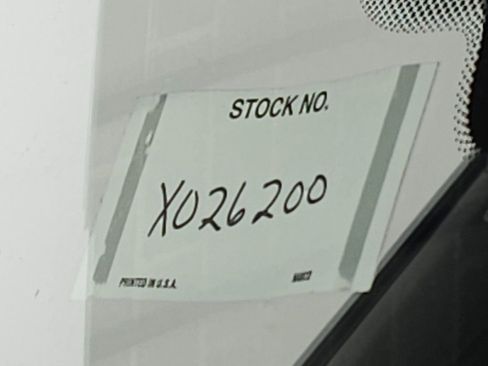 STOCK NO.
X026200
PRINTED IN U.S.A.